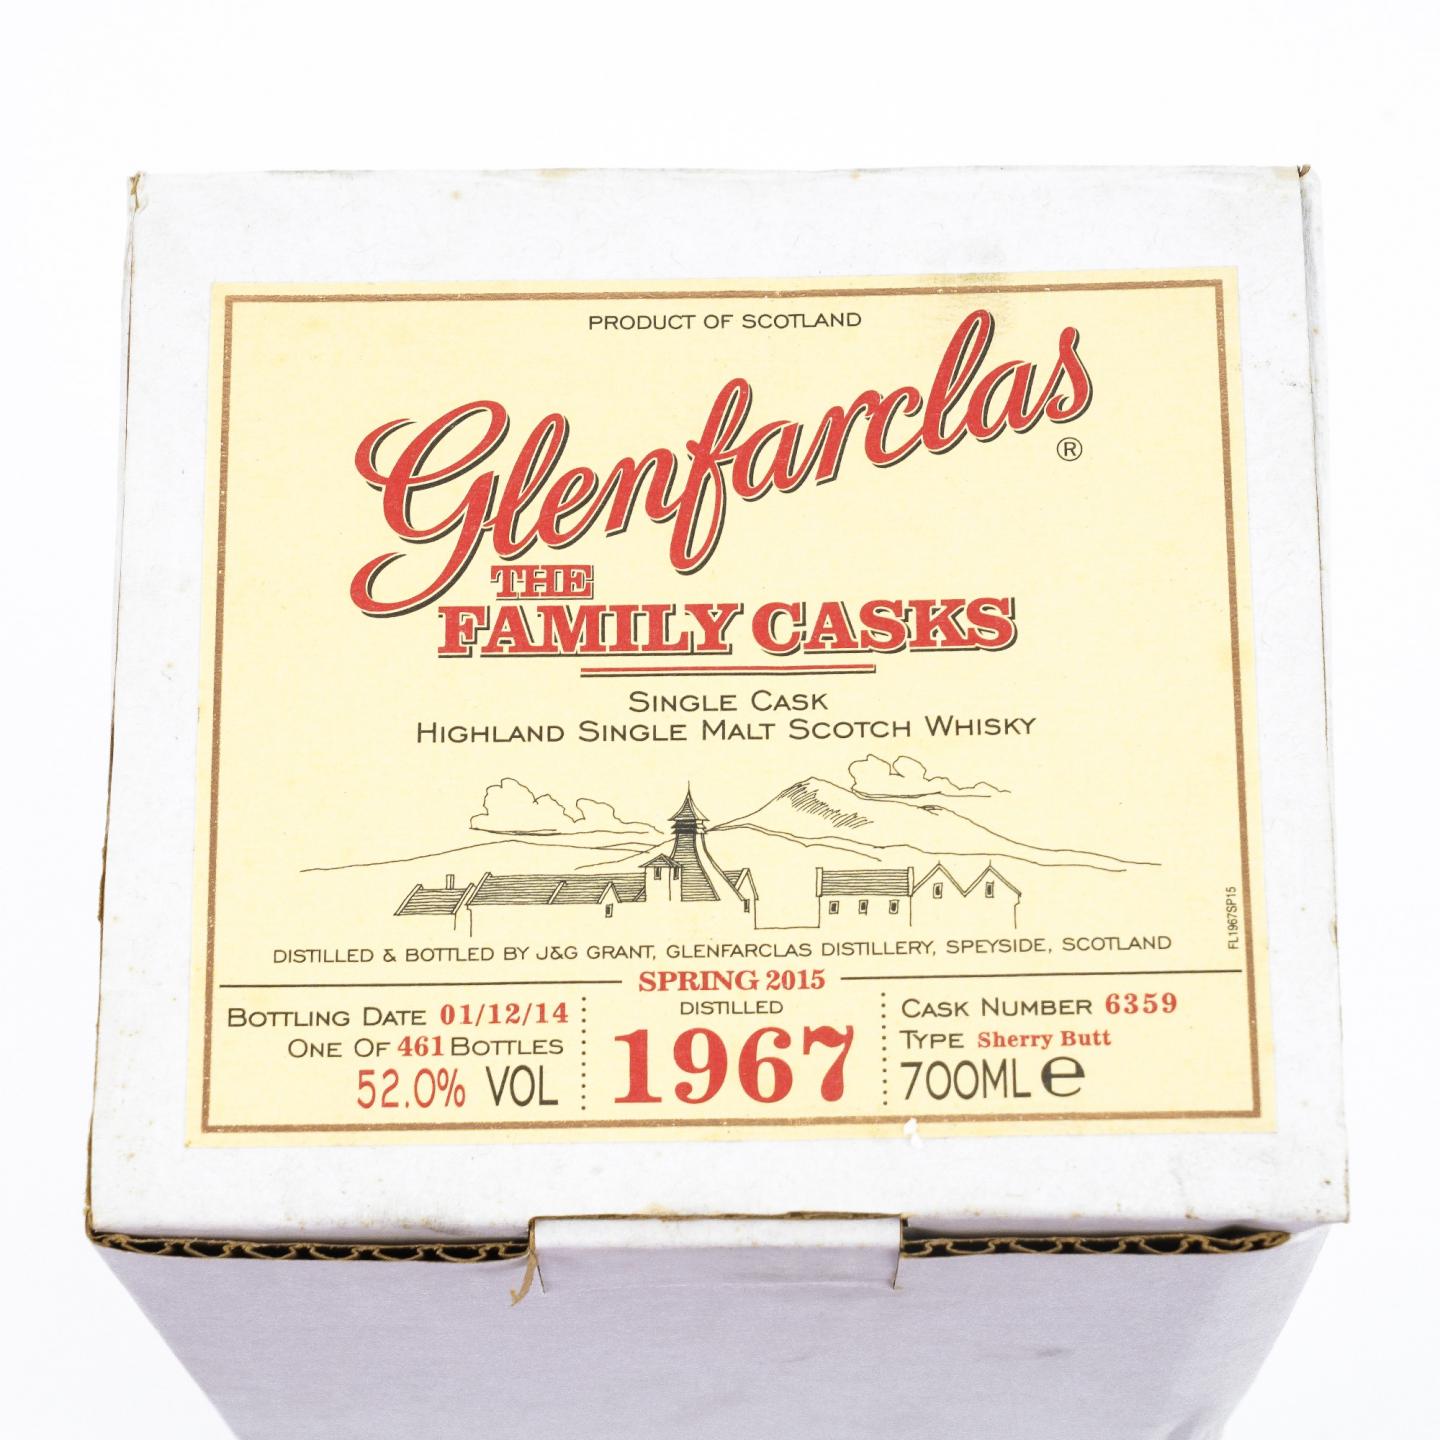 PRODUCT OF SCOTLAND
Glenfarclas
®
THE
FAMILY CASKS
SINGLE CASK
HIGHLAND SINGLE MALT SCOTCH WHISKY
FL1967SP15
DISTILLED & BOTTLED BY J&G GRANT, GLENFARCLAS DISTILLERY, SPEYSIDE, SCOTLAND
SPRING 2015
BOTTLING DATE 01/12/14
ONE OF 461 BOTTLES
52.0% VOL
DISTILLED
1967
CASK NUMBER 6359
TYPE Sherry Butt
700ML ℮